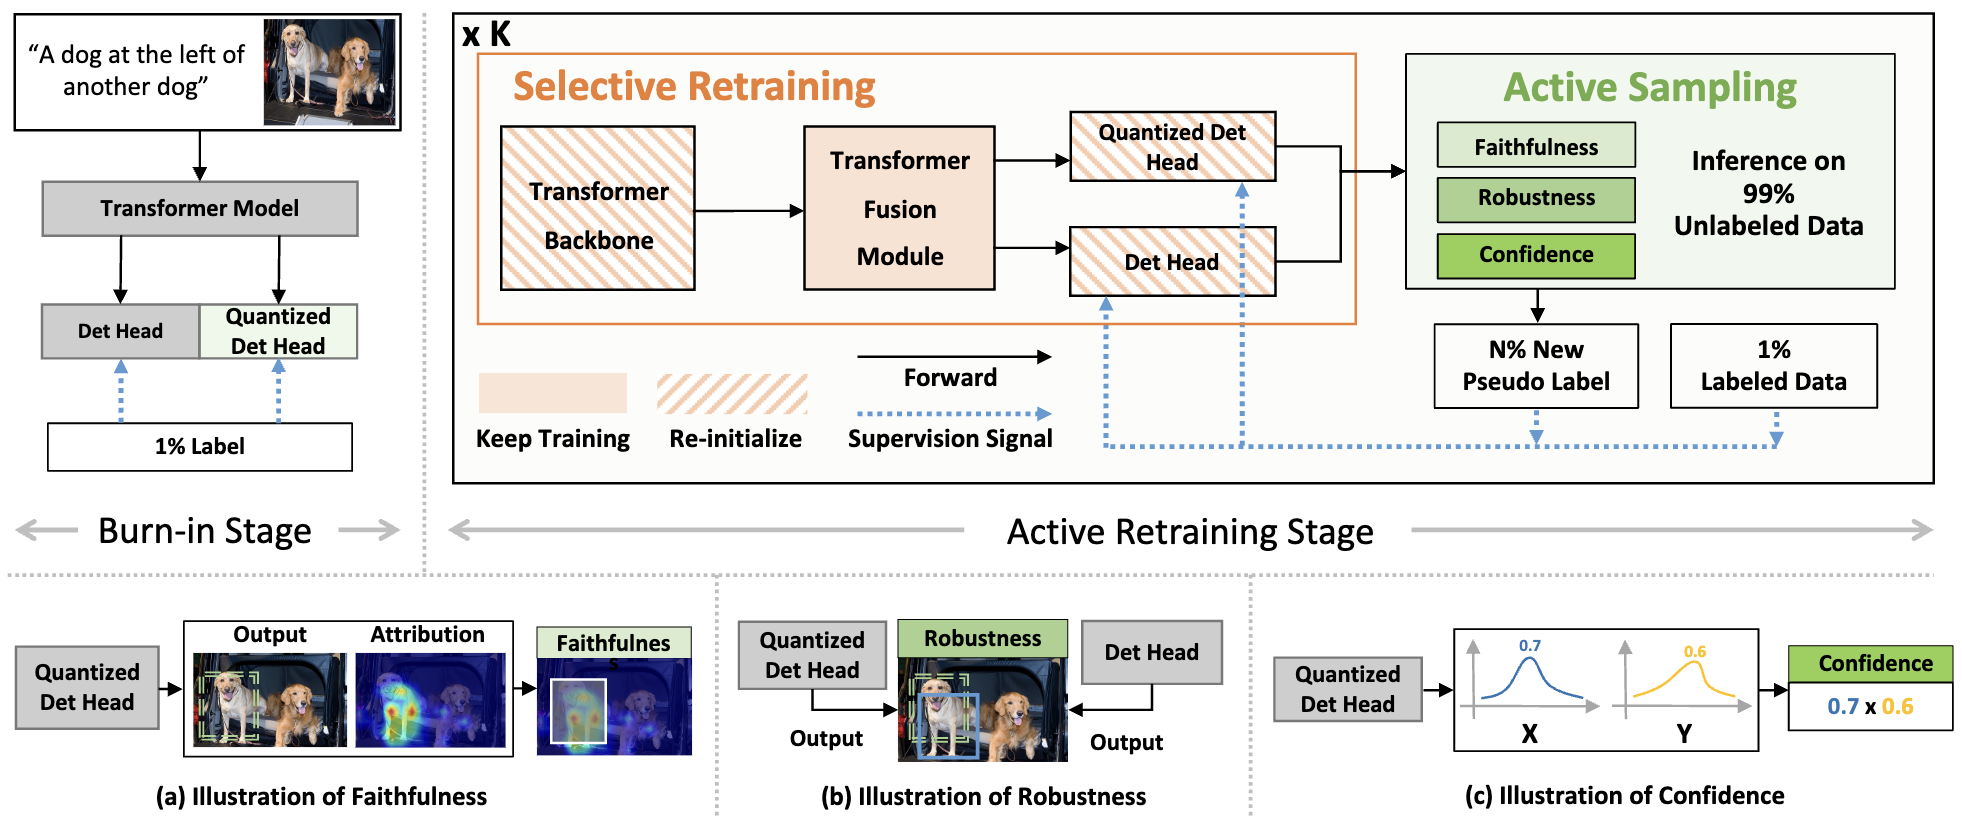 “A dog at the left of
another dog”
Transformer Model
Det Head
Quantized
Det Head
1% Label
Burn-in Stage
x K
Selective Retraining
Transformer
Backbone
Transformer
Fusion
Module
Quantized Det
Head
Det Head
Keep Training
Re-initialize
Forward
Supervision Signal
Active Sampling
Faithfulness
Robustness
Confidence
Inference on
99%
Unlabeled Data
N% New
Pseudo Label
1%
Labeled Data
Active Retraining Stage
Quantized
Det Head
Output
Attribution
Faithfulnes
s
(a) Illustration of Faithfulness
Quantized
Det Head
Output
Robustness
Det Head
Output
(b) Illustration of Robustness
Quantized
Det Head
0.7
X
0.6
Y
Confidence
0.7 x 0.6
(c) Illustration of Confidence